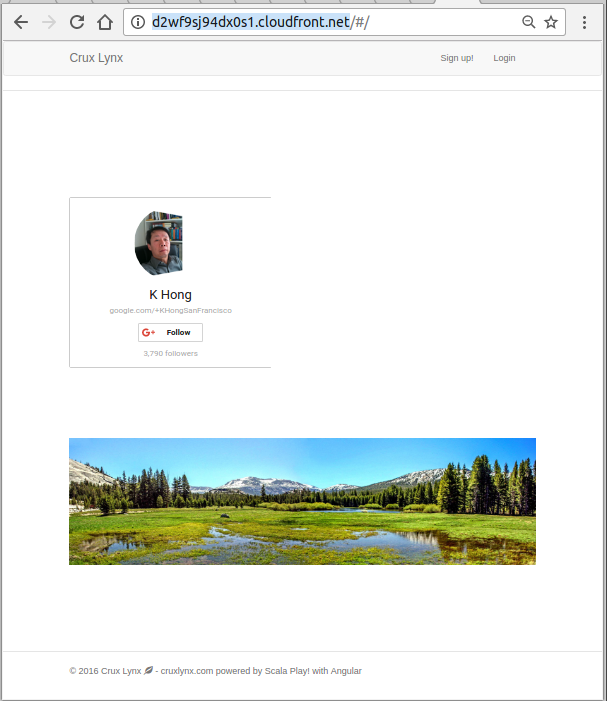 d2wf9sj94dx0s1.cloudfront.net/#/
Crux Lynx Sign up! Login
K Hong
google.com/+KHongSanFrancisco
G+ Follow
3,790 followers
© 2016 Crux Lynx - cruxlynx.com powered by Scala Play! with Angular